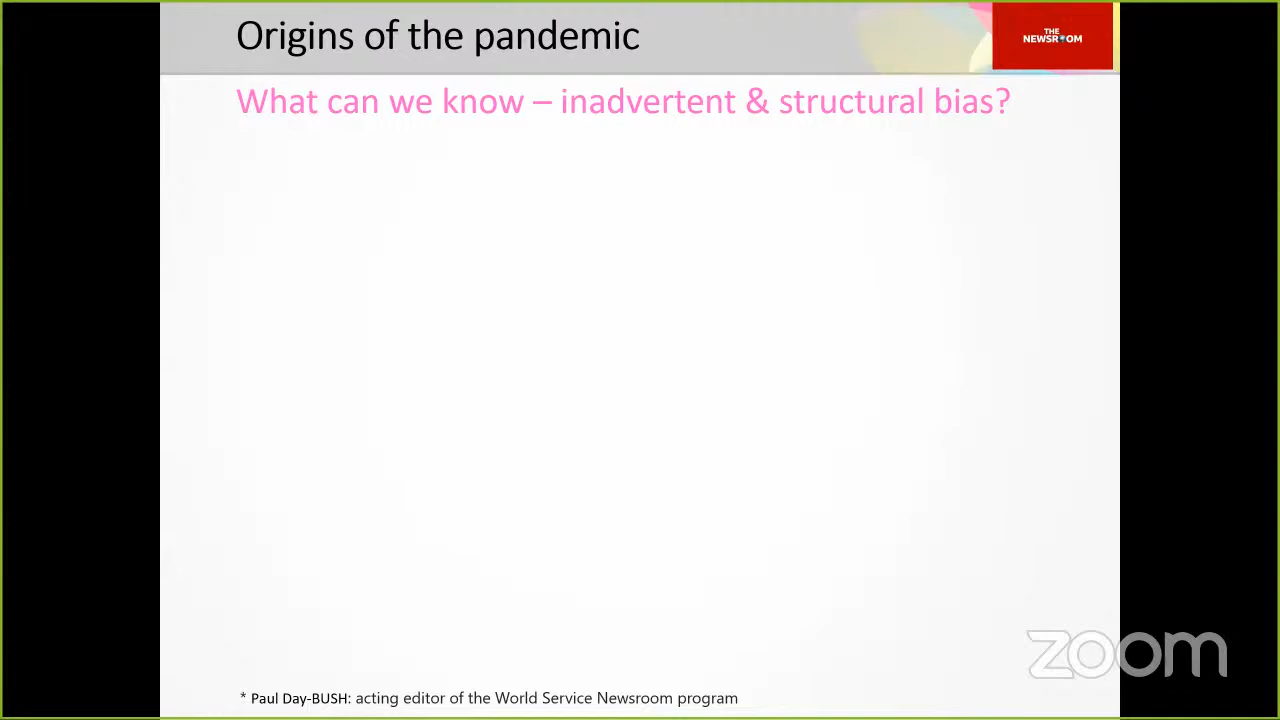 Origins of the pandemic
THE
NEWSROOM
What can we know – inadvertent & structural bias?
zoom
* Paul Day-BUSH: acting editor of the World Service Newsroom program